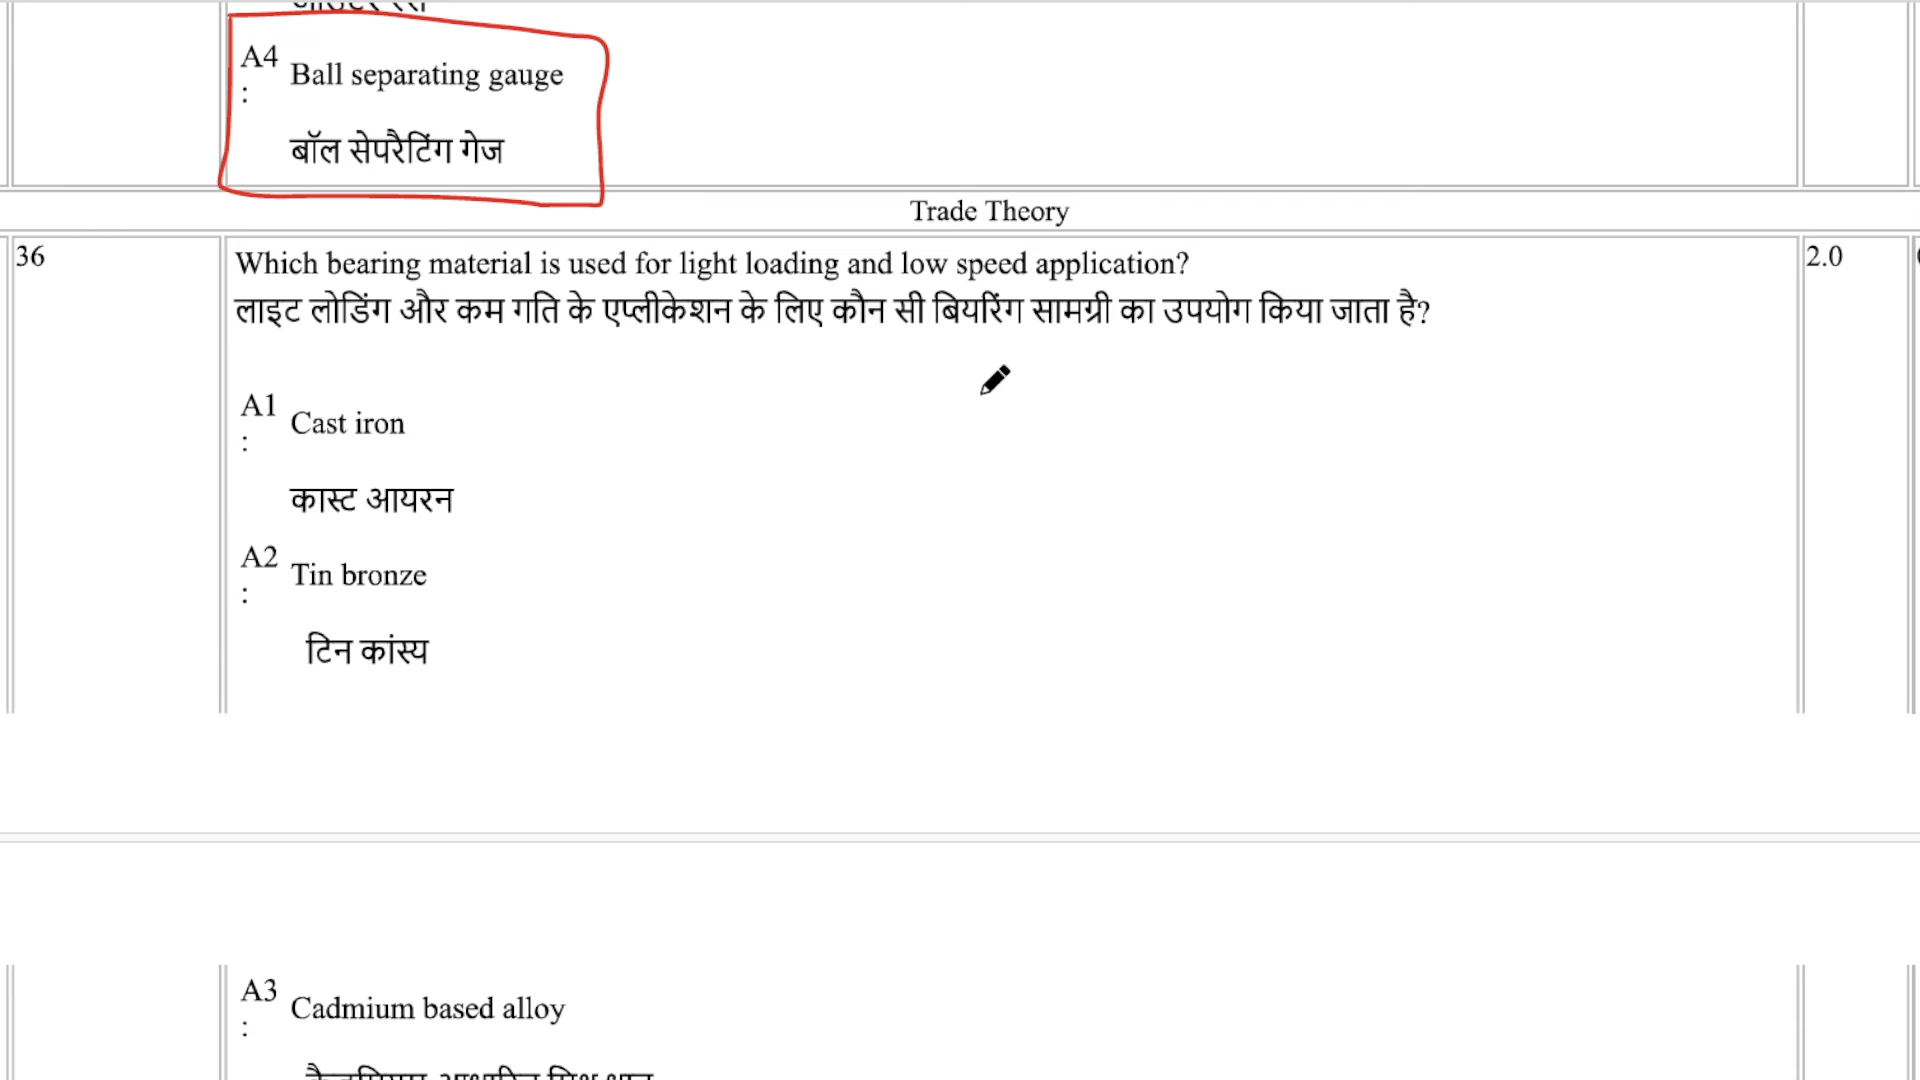 A4
:
Ball separating gauge
बॉल सेपरैटिंग गेज
Trade Theory
36
Which bearing material is used for light loading and low speed application?
2.0
लाइट लोडिंग और कम गति के एप्लीकेशन के लिए कौन सी बियरिंग सामग्री का उपयोग किया जाता है?
A1
:
Cast iron
कास्ट आयरन
A2
:
Tin bronze
टिन कांस्य
A3
:
Cadmium based alloy